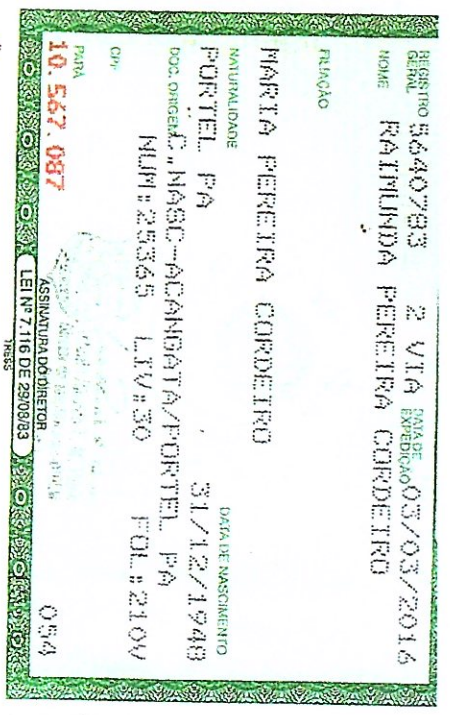 REGISTRO GERAL 5640783 2 VIA DATA DE EXPEDIÇÃO 03/03/2016
NOME RAIMUNDA PEREIRA CORDEIRO
FILIAÇÃO
MARIA PEREIRA CORDEIRO
NATURALIDADE DATA DE NASCIMENTO
PORTEL PA 31/12/1948
DOC. ORIGEM C.NASC-ACANGATA/PORTEL PA
NUM:25365 LIV:30 FOL:210V
CPF
PARÁ
10.567.087 054
ASSINATURA DO DIRETOR
LEI Nº 7.116 DE 29/08/83